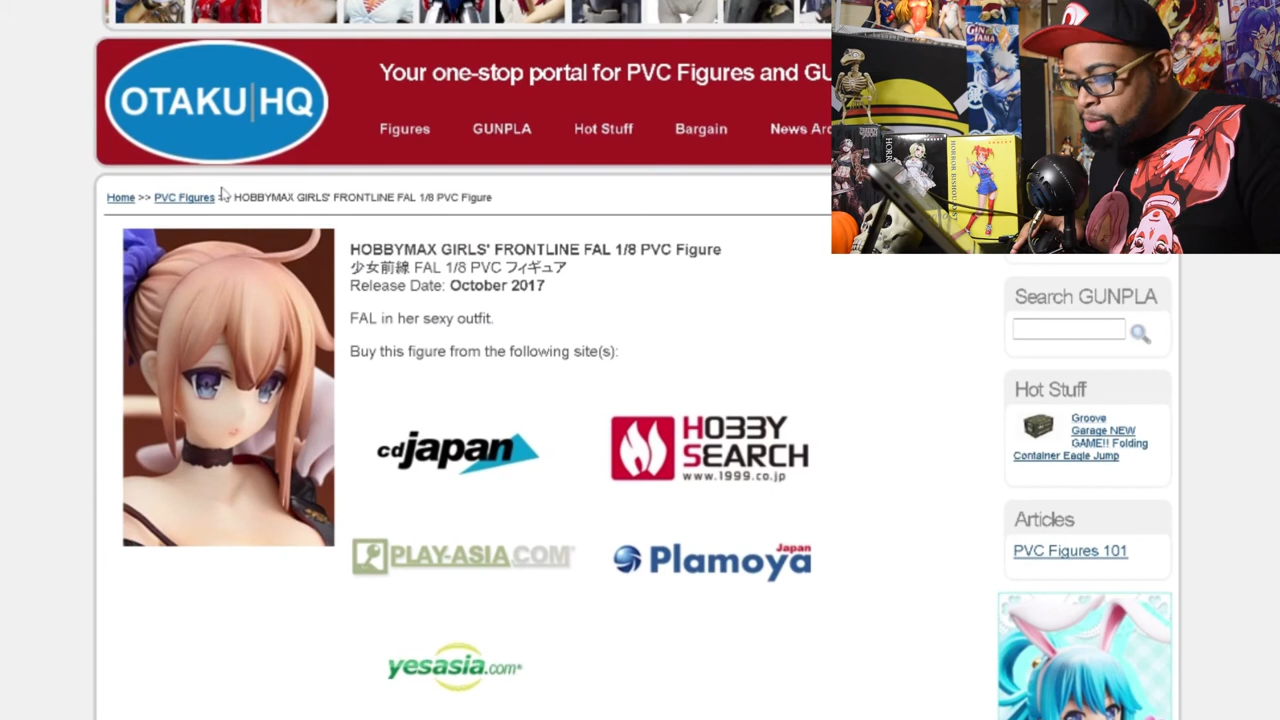 OTAKU|HQ
Your one-stop portal for PVC Figures and GU
Figures GUNPLA Hot Stuff Bargain News Arc
Home >> PVC Figures HOBBYMAX GIRLS' FRONTLINE FAL 1/8 PVC Figure
HOBBYMAX GIRLS' FRONTLINE FAL 1/8 PVC Figure
少女前線 FAL 1/8 PVC フィギュア
Release Date: October 2017
FAL in her sexy outfit.
Buy this figure from the following site(s):
cdjapan
HOBBY
SEARCH
www.1999.co.jp
PLAY-ASIA.COM
Plamoya
Japan
yesasia.com
Search GUNPLA
Hot Stuff
Groove
Garage NEW
GAME!! Folding
Container Eagle Jump
Articles
PVC Figures 101
GINTAMA
HORROR BISHOUJO